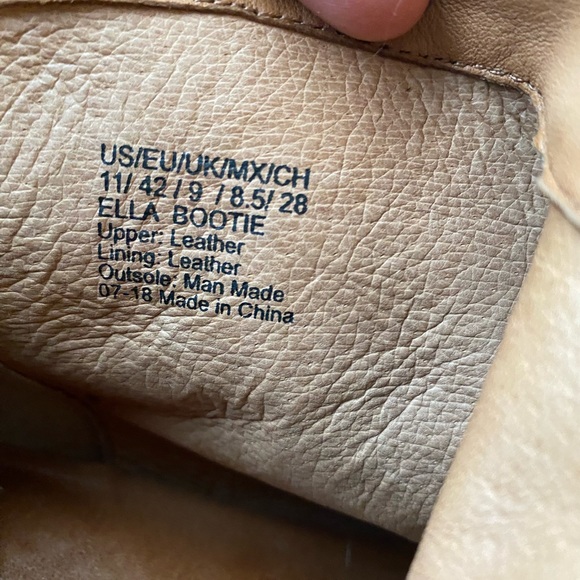 US/EU/UK/MX/CH
11/ 42 / 9 / 8.5/ 28
ELLA BOOTIE
Upper: Leather
Lining: Leather
Outsole: Man Made
07-18 Made in China